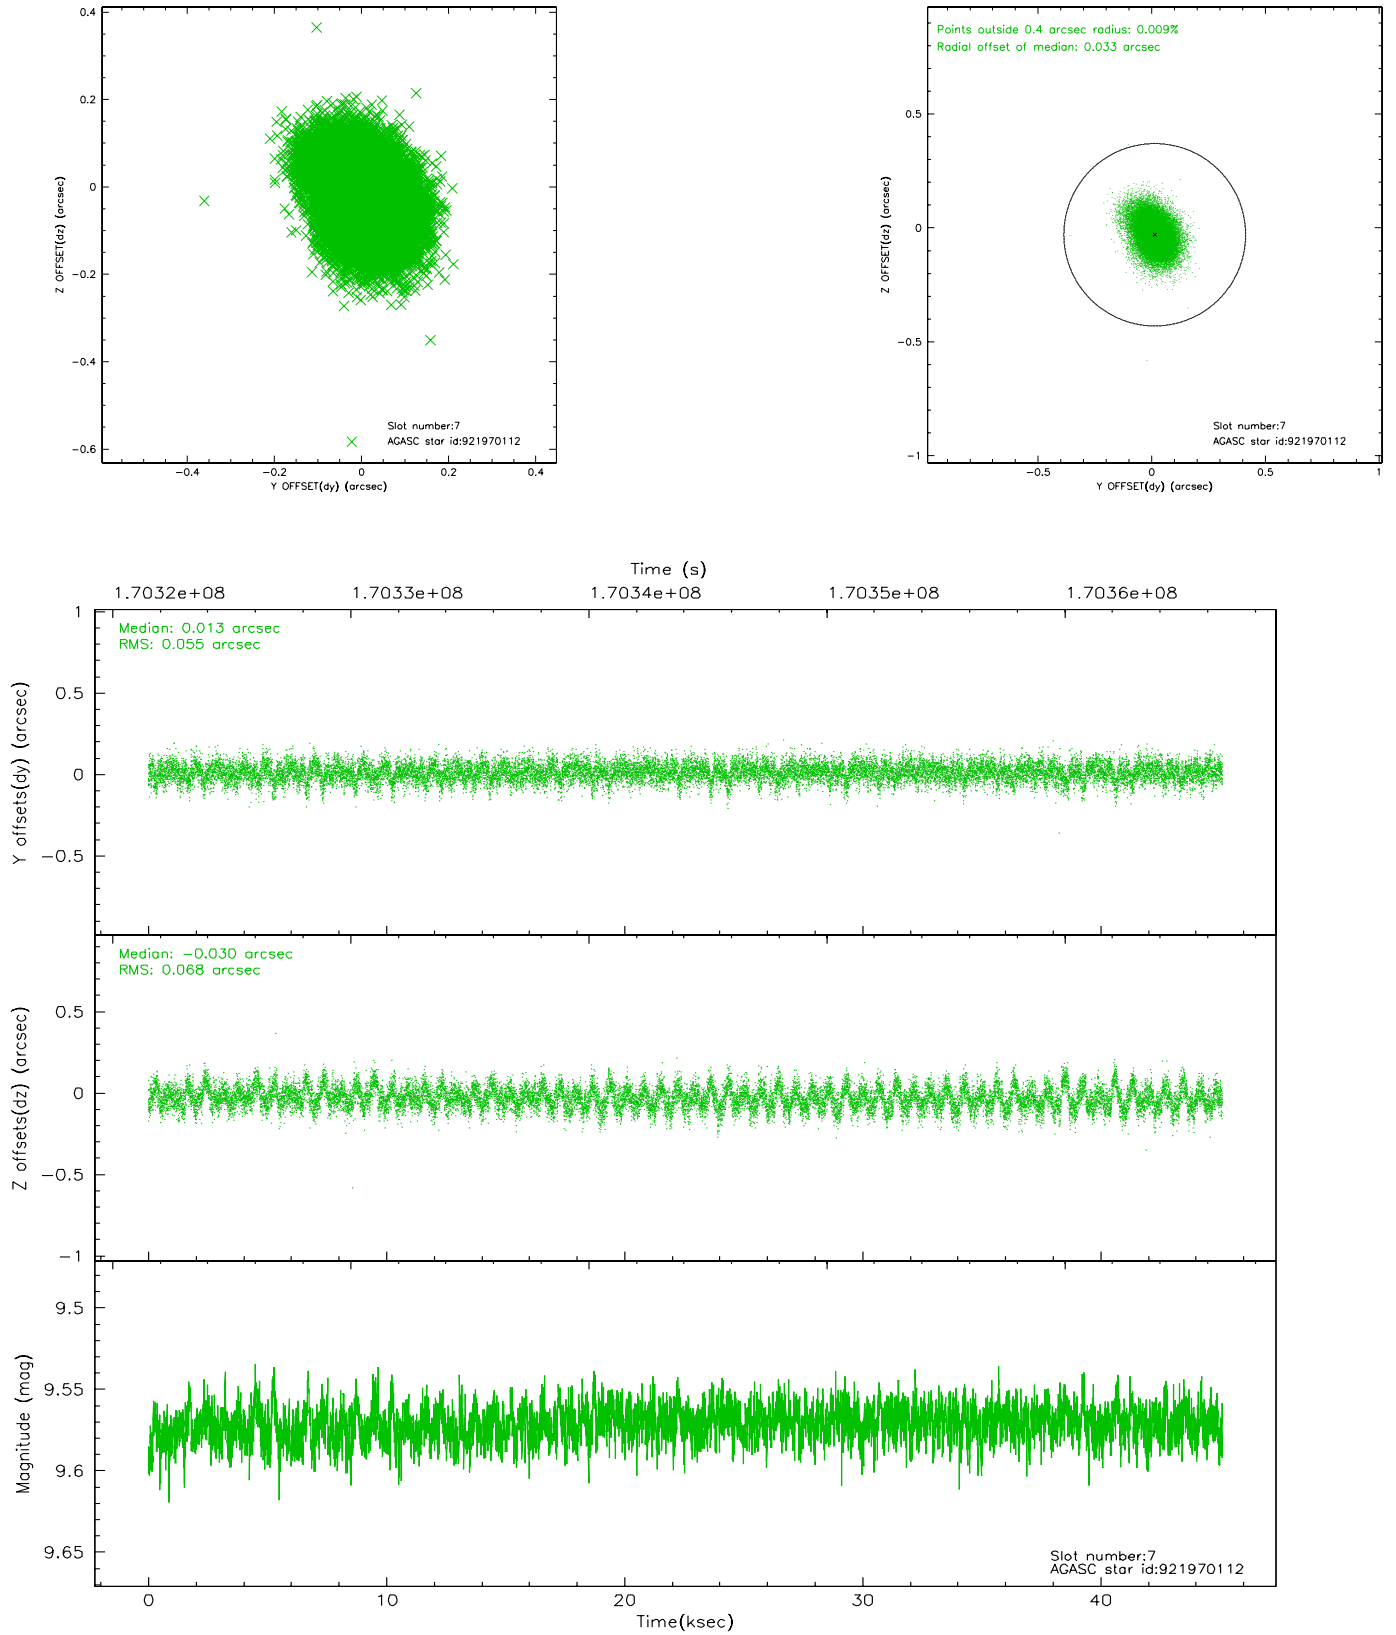 0.4
0.2
0
−0.2
−0.4
−0.6
Z OFFSET(dz) (arcsec)
Slot number:7
AGASC star id:921970112
−0.4
−0.2
0
0.2
0.4
Y OFFSET(dy) (arcsec)
Points outside 0.4 arcsec radius: 0.009%
Radial offset of median: 0.033 arcsec
0.5
0
−0.5
−1
Z OFFSET(dz) (arcsec)
Slot number:7
AGASC star id:921970112
−0.5
0
0.5
1
Y OFFSET(dy) (arcsec)
Time (s)
1.7032e+08
1.7033e+08
1.7034e+08
1.7035e+08
1.7036e+08
Median: 0.013 arcsec
RMS: 0.055 arcsec
1
0.5
0
−0.5
Y offsets(dy) (arcsec)
Median: −0.030 arcsec
RMS: 0.068 arcsec
0.5
0
−0.5
−1
Z offsets(dz) (arcsec)
9.5
9.55
9.6
9.65
Magnitude (mag)
Slot number:7
AGASC star id:921970112
0
10
20
30
40
Time(ksec)